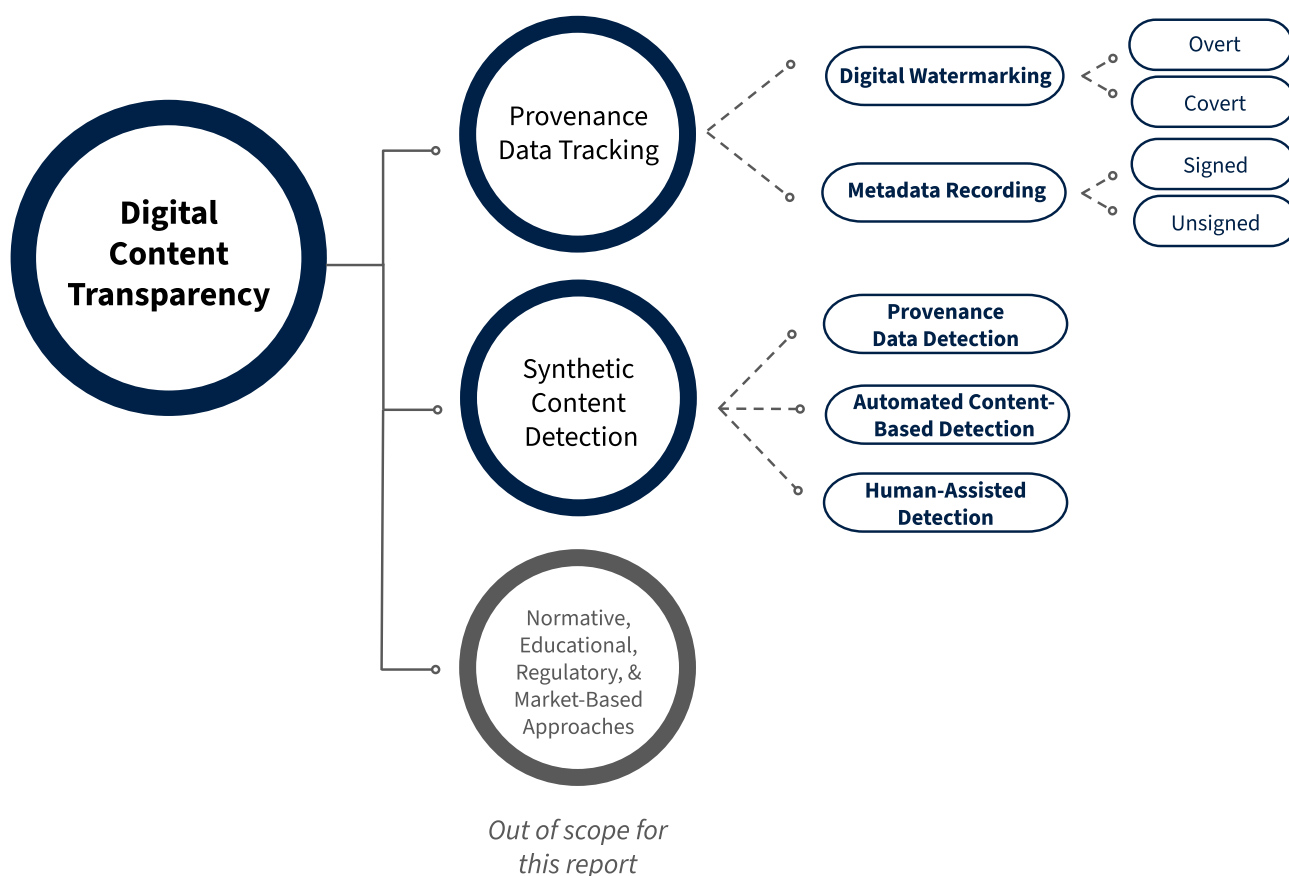 Digital
Content
Transparency
Provenance
Data Tracking
Digital Watermarking
Overt
Covert
Metadata Recording
Signed
Unsigned
Synthetic
Content
Detection
Provenance
Data Detection
Automated Content-
Based Detection
Human-Assisted
Detection
Normative,
Educational,
Regulatory, &
Market-Based
Approaches
Out of scope for
this report